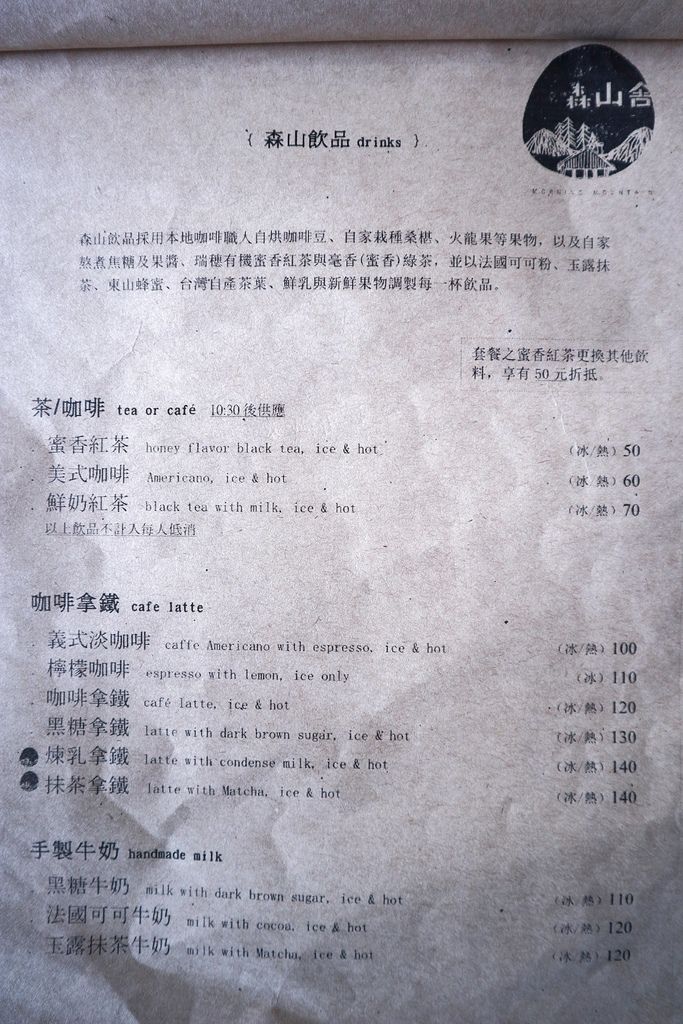 森山舍
MORNING MOUNTAIN
{ 森山飲品 drinks }
森山飲品採用本地咖啡職人自烘咖啡豆、自家栽種桑椹、火龍果等果物，以及自家
熬煮焦糖及果醬、瑞穗有機蜜香紅茶與毫香(蜜香)綠茶，並以法國可可粉、玉露抹
茶、東山蜂蜜、台灣自產茶葉、鮮乳與新鮮果物調製每一杯飲品。
套餐之蜜香紅茶更換其他飲
料，享有 50 元折抵。
茶/咖啡 tea or café 10:30 後供應
. 蜜香紅茶 honey flavor black tea, ice & hot (冰/熱) 50
. 美式咖啡 Americano, ice & hot (冰/熱) 60
. 鮮奶紅茶 black tea with milk, ice & hot (冰/熱) 70
以上飲品不計入每人低消
咖啡拿鐵 cafe latte
. 義式淡咖啡 caffe Americano with espresso, ice & hot (冰/熱) 100
. 檸檬咖啡 espresso with lemon, ice only (冰) 110
. 咖啡拿鐵 café latte, ice & hot (冰/熱) 120
. 黑糖拿鐵 latte with dark brown sugar, ice & hot (冰/熱) 130
煉乳拿鐵 latte with condense milk, ice & hot (冰/熱) 140
抹茶拿鐵 latte with Matcha, ice & hot (冰/熱) 140
手製牛奶 handmade milk
. 黑糖牛奶 milk with dark brown sugar, ice & hot (冰/熱) 110
. 法國可可牛奶 milk with cocoa, ice & hot (冰/熱) 120
. 玉露抹茶牛奶 milk with Matcha, ice & hot (冰/熱) 120